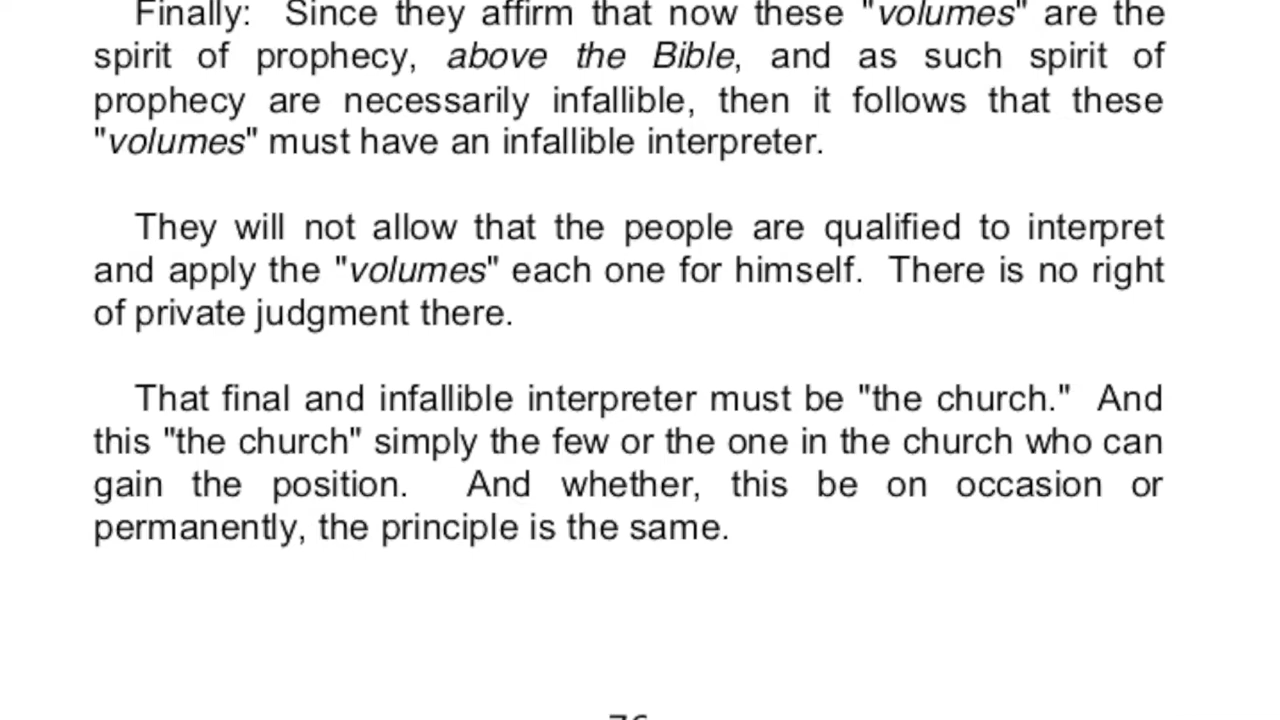 Finally: Since they affirm that now these "volumes" are the
spirit of prophecy, above the Bible, and as such spirit of
prophecy are necessarily infallible, then it follows that these
"volumes" must have an infallible interpreter.
They will not allow that the people are qualified to interpret
and apply the "volumes" each one for himself. There is no right
of private judgment there.
That final and infallible interpreter must be "the church." And
this "the church" simply the few or the one in the church who can
gain the position. And whether, this be on occasion or
permanently, the principle is the same.